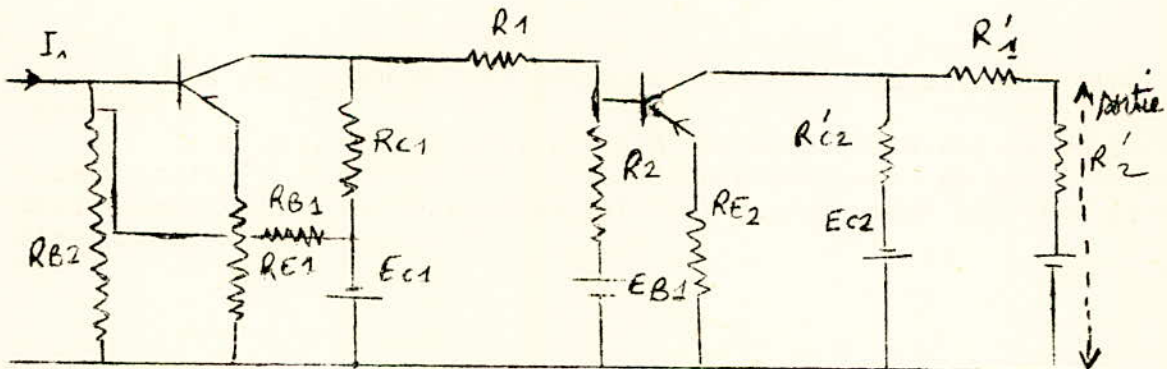 I₁
R1
R'1
sortie
RC1
R2
R'C2
R'2
RB1
RE2
RB2
RE1
EC1
EB1
EC2